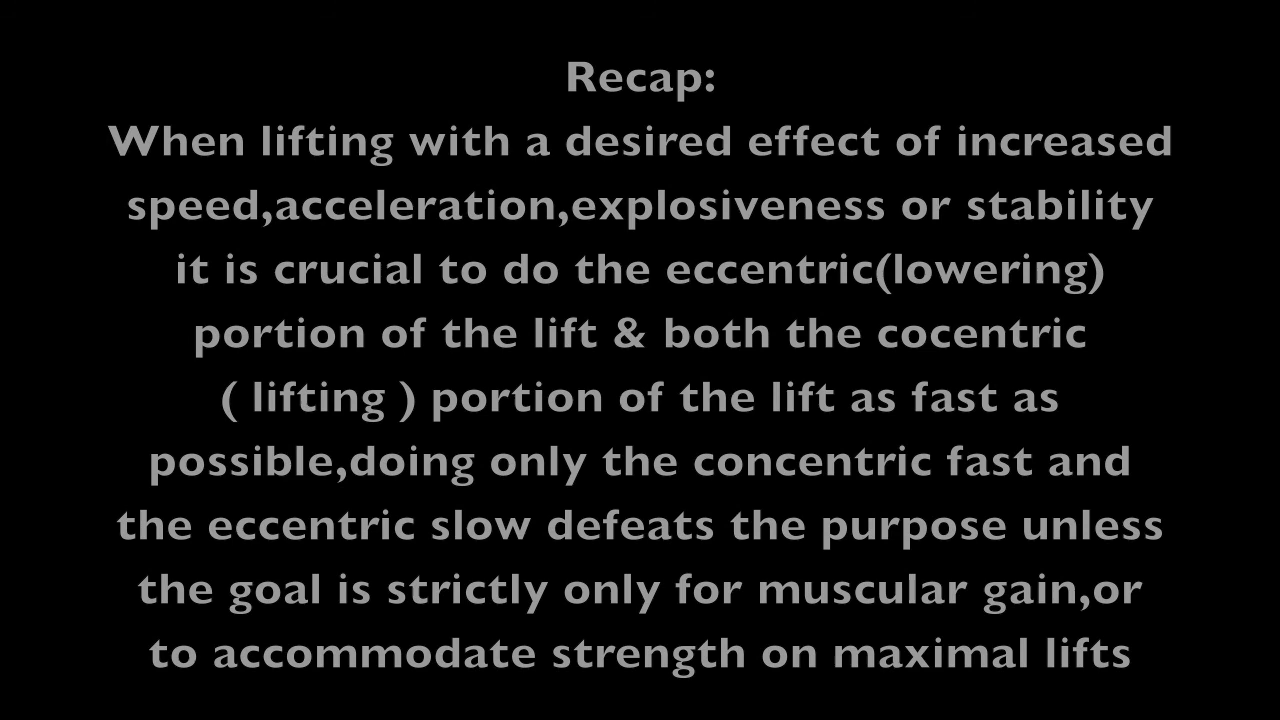 Recap:
When lifting with a desired effect of increased
speed,acceleration,explosiveness or stability
it is crucial to do the eccentric(lowering)
portion of the lift & both the cocentric
( lifting ) portion of the lift as fast as
possible,doing only the concentric fast and
the eccentric slow defeats the purpose unless
the goal is strictly only for muscular gain,or
to accommodate strength on maximal lifts